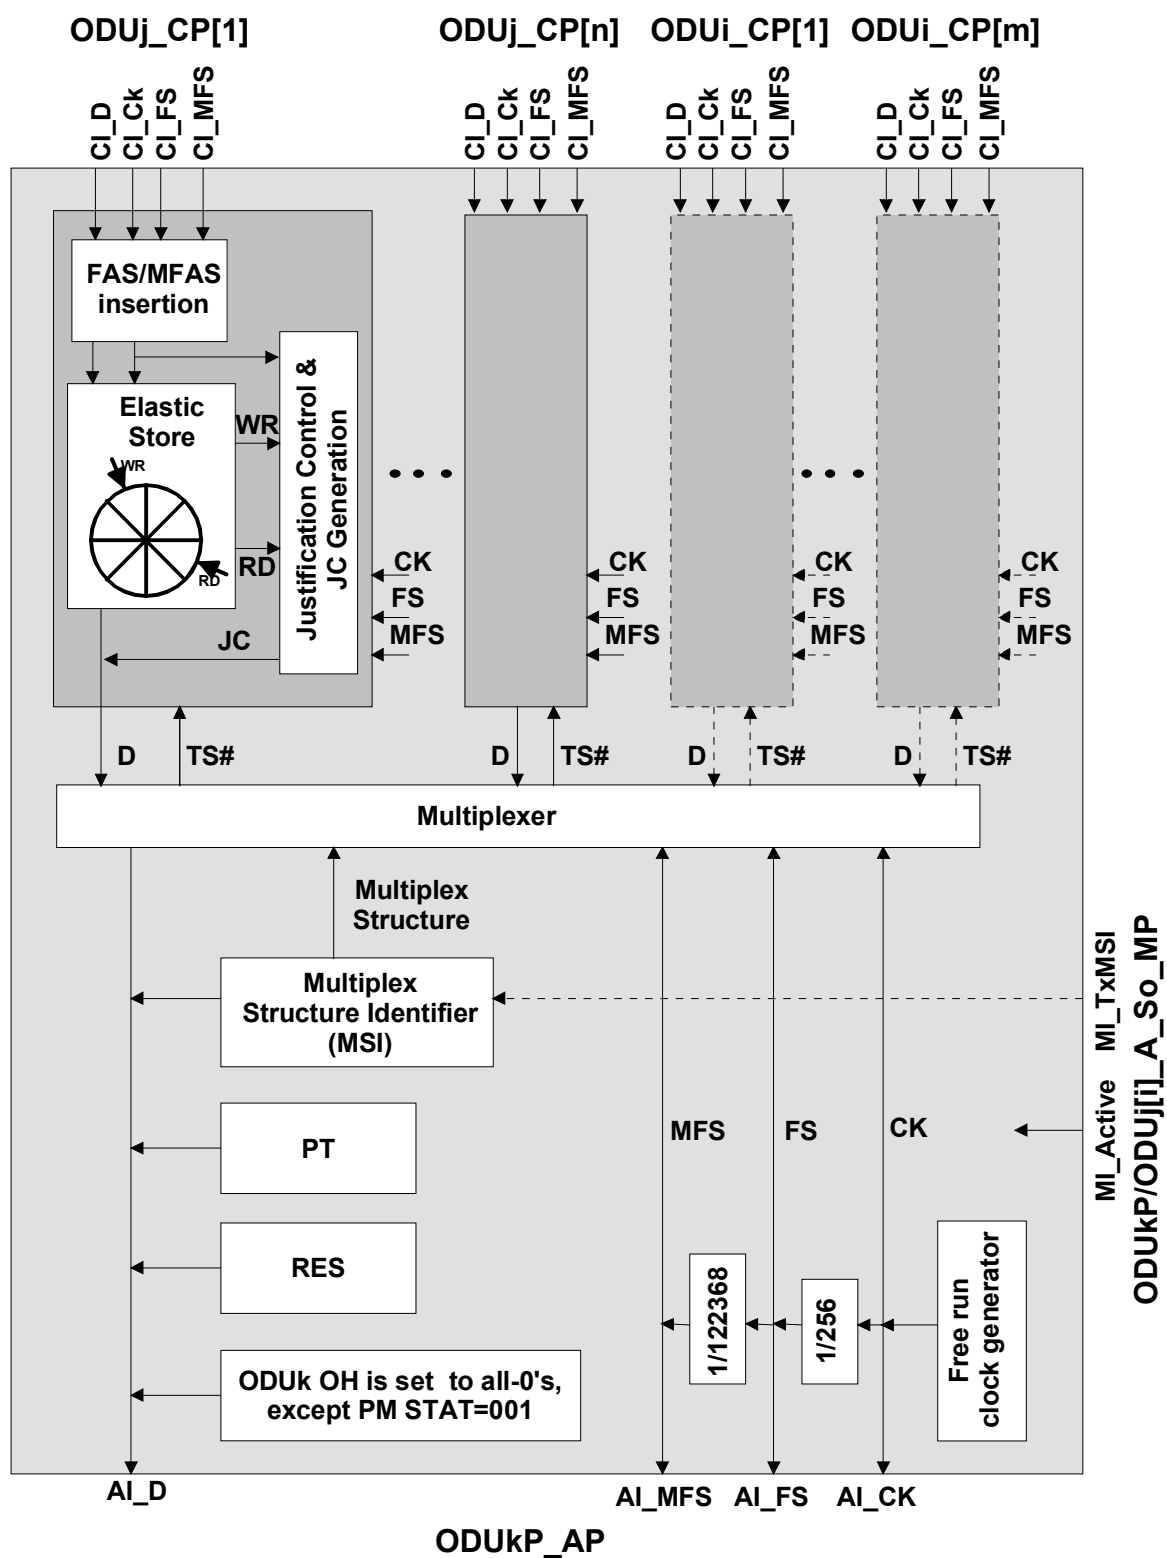 ODUj_CP[1] ODUj_CP[n] ODUi_CP[1] ODUi_CP[m]
CI_D CI_Ck CI_FS CI_MFS CI_D CI_Ck CI_FS CI_MFS CI_D CI_Ck CI_FS CI_MFS CI_D CI_Ck CI_FS CI_MFS
FAS/MFAS
insertion
Elastic
Store
WR
WR
RD
RD
Justification Control &
JC Generation
JC
CK CK CK CK
FS FS FS FS
MFS MFS MFS MFS
D TS# D TS# D TS# D TS#
Multiplexer
Multiplex
Structure
Multiplex
Structure Identifier
(MSI)
MI_Active MI_TxMSI
ODUkP/ODUj[i]_A_So_MP
PT
MFS FS CK
RES
1/122368
1/256
Free run
clock generator
ODUk OH is set to all-0's,
except PM STAT=001
AI_D AI_MFS AI_FS AI_CK
ODUkP_AP